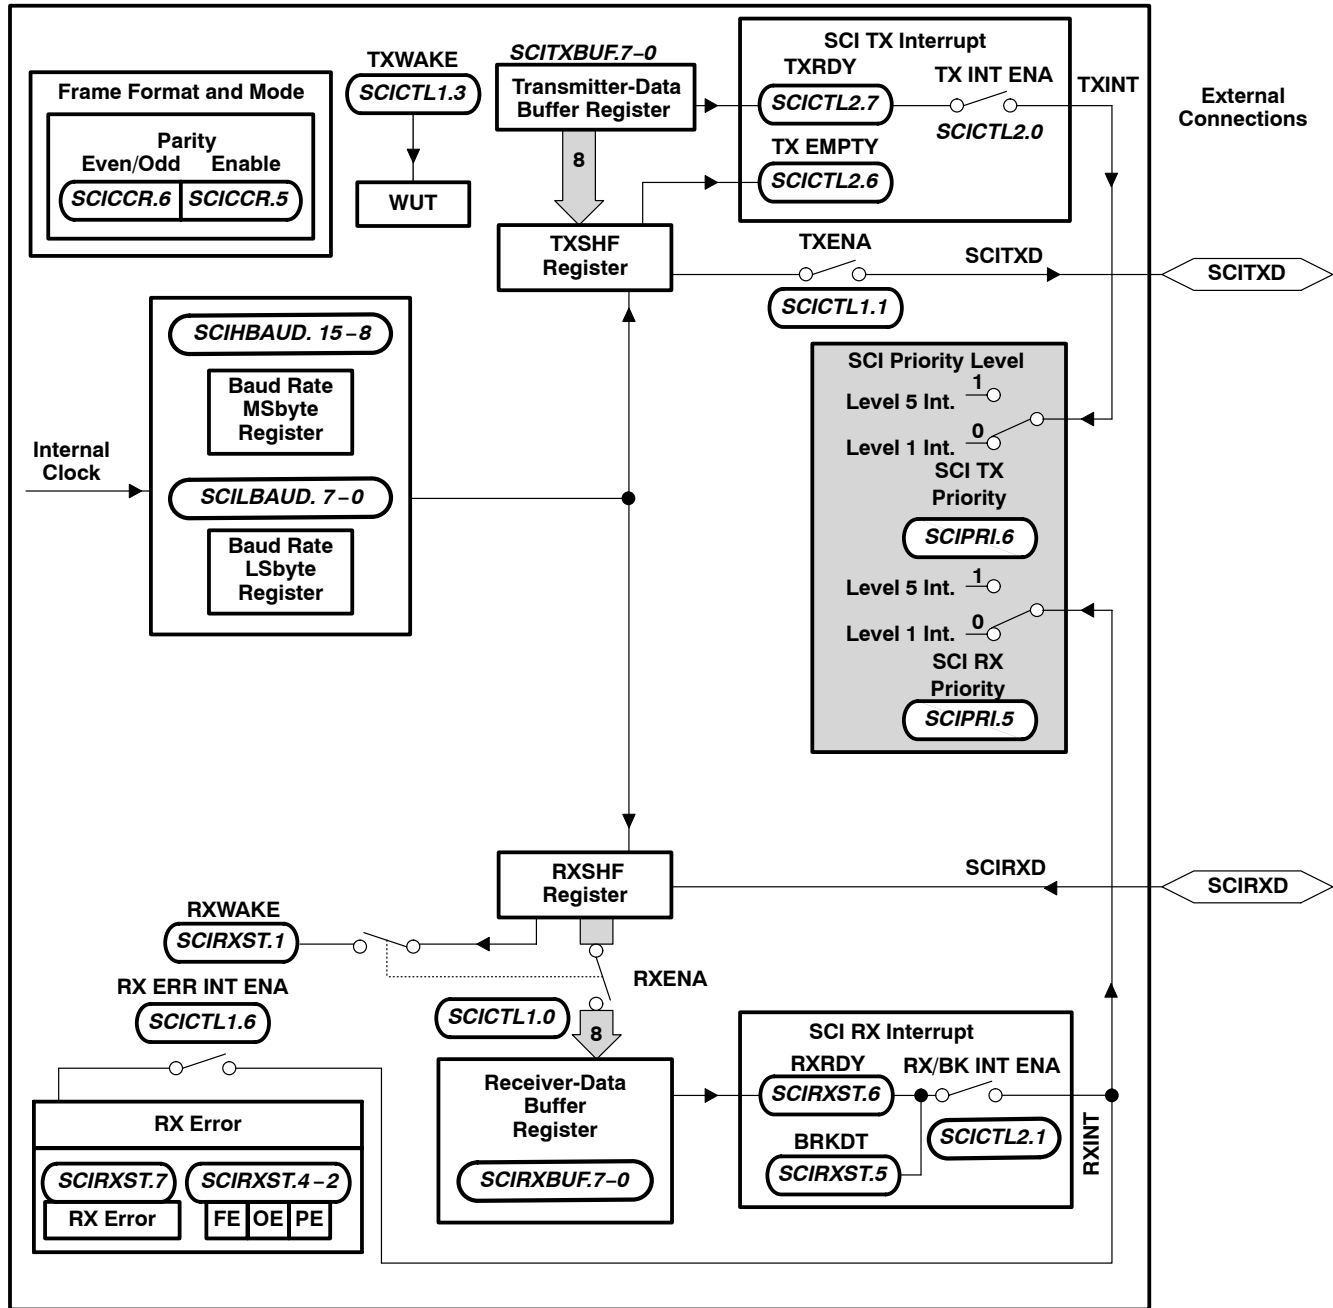 Frame Format and Mode
Parity
Even/Odd Enable
SCICCR.6 SCICCR.5
TXWAKE
SCICTL1.3
WUT
SCITXBUF.7–0
Transmitter-Data
Buffer Register
8
TXSHF
Register
SCI TX Interrupt
TXRDY
SCICTL2.7
TX INT ENA
SCICTL2.0
TX EMPTY
SCICTL2.6
TXINT
External
Connections
TXENA
SCICTL1.1
SCITXD
SCITXD
SCIHBAUD. 15–8
Baud Rate
MSbyte
Register
Internal
Clock
SCILBAUD. 7–0
Baud Rate
LSbyte
Register
SCI Priority Level
1
Level 5 Int.
0
Level 1 Int.
SCI TX
Priority
SCIPRI.6
1
Level 5 Int.
0
Level 1 Int.
SCI RX
Priority
SCIPRI.5
RXSHF
Register
SCIRXD
SCIRXD
RXWAKE
SCIRXST.1
RXENA
RX ERR INT ENA
SCICTL1.6
SCICTL1.0
8
Receiver-Data
Buffer
Register
SCIRXBUF.7–0
SCI RX Interrupt
RXRDY
SCIRXST.6
RX/BK INT ENA
SCICTL2.1
BRKDT
SCIRXST.5
RXINT
RX Error
SCIRXST.7 SCIRXST.4–2
RX Error FE OE PE